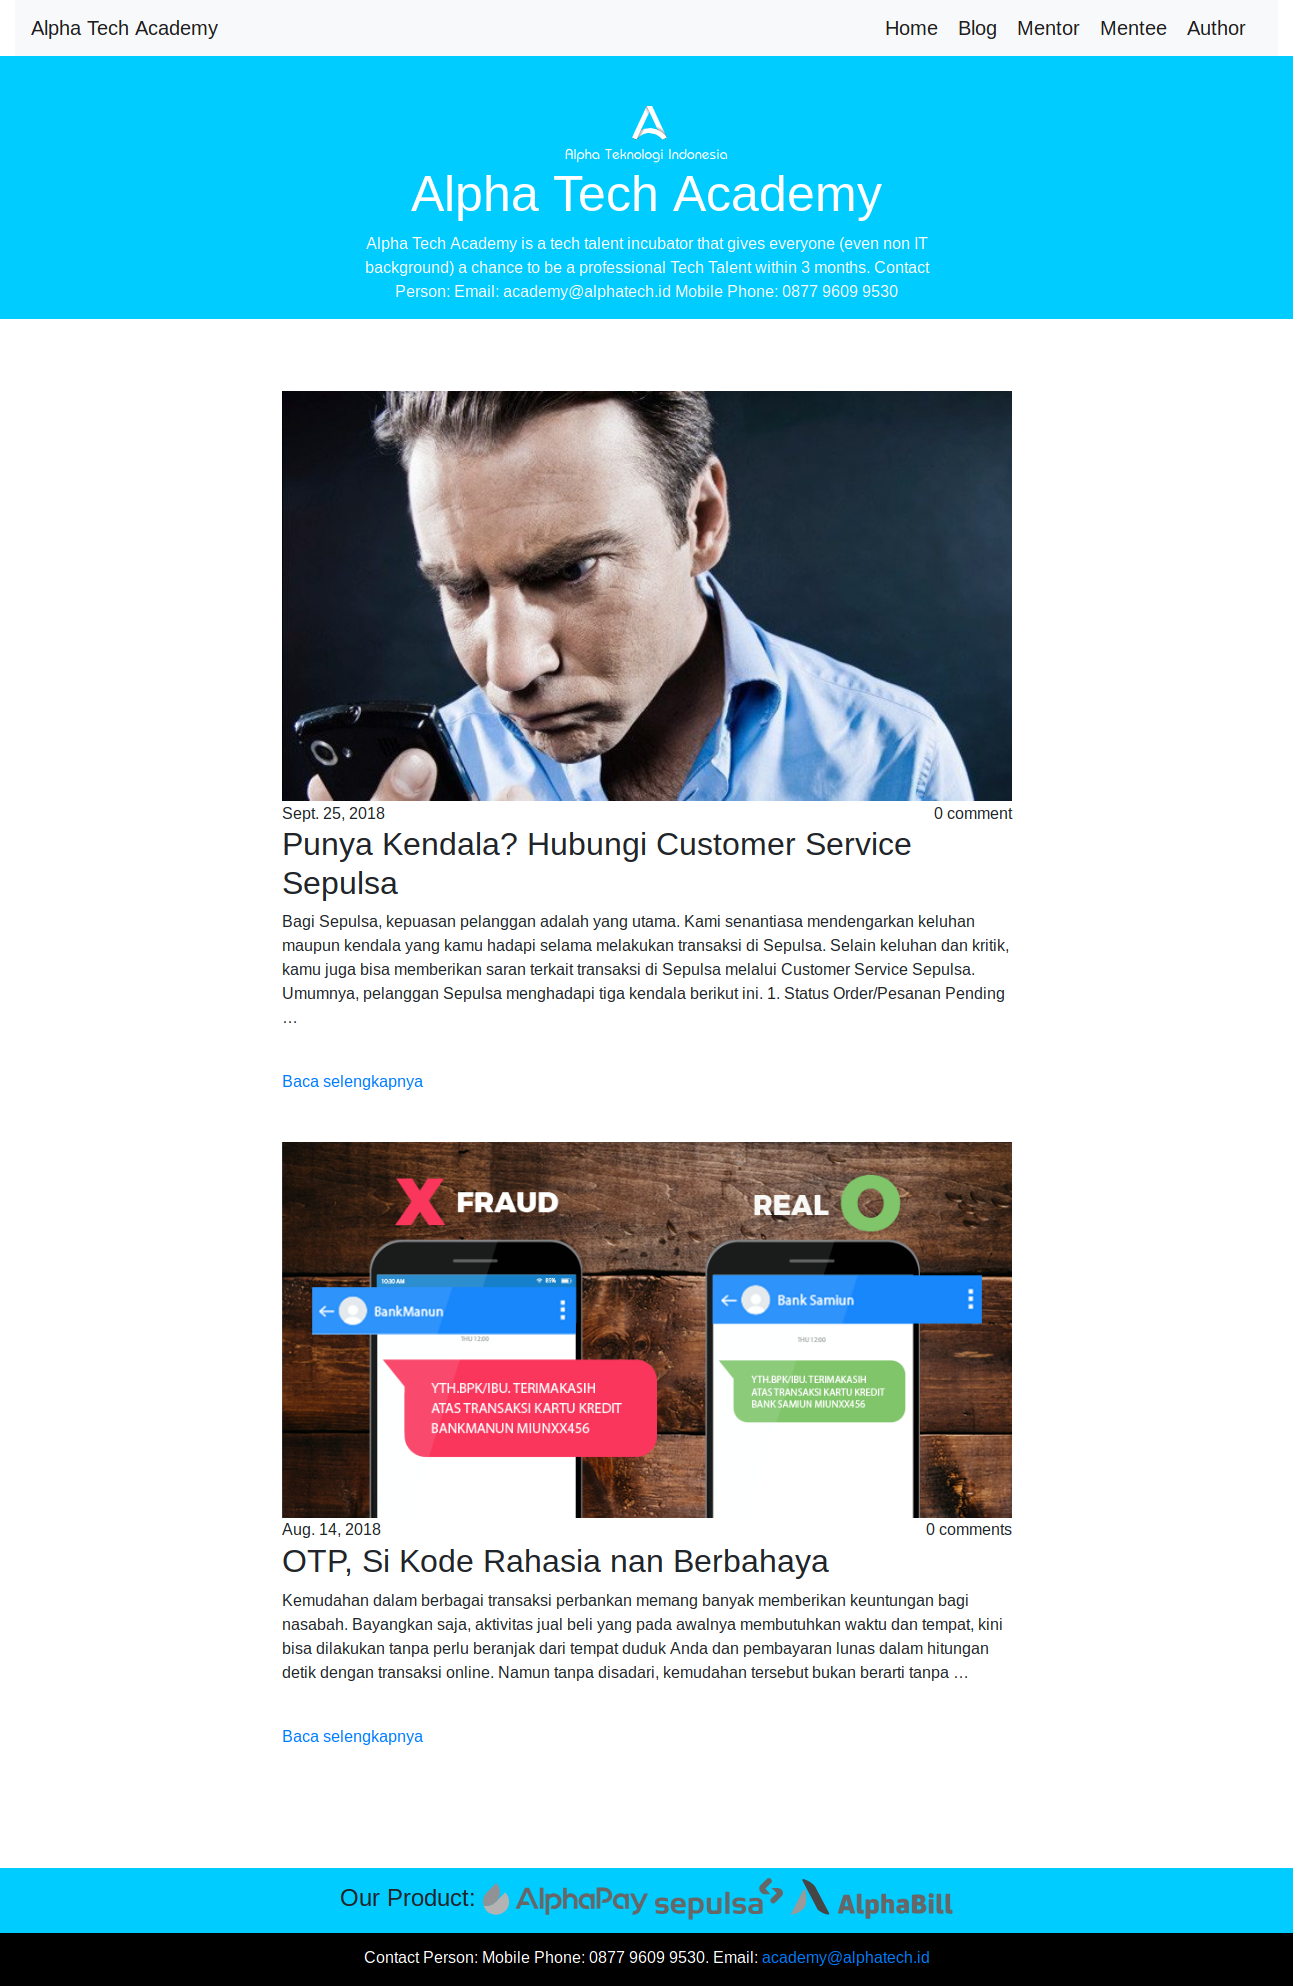 Alpha Tech Academy Home Blog Mentor Mentee Author
Alpha Teknologi Indonesia
Alpha Tech Academy
Alpha Tech Academy is a tech talent incubator that gives everyone (even non IT
background) a chance to be a professional Tech Talent within 3 months. Contact
Person: Email: academy@alphatech.id Mobile Phone: 0877 9609 9530
Sept. 25, 2018 0 comment
Punya Kendala? Hubungi Customer Service
Sepulsa
Bagi Sepulsa, kepuasan pelanggan adalah yang utama. Kami senantiasa mendengarkan keluhan
maupun kendala yang kamu hadapi selama melakukan transaksi di Sepulsa. Selain keluhan dan kritik,
kamu juga bisa memberikan saran terkait transaksi di Sepulsa melalui Customer Service Sepulsa.
Umumnya, pelanggan Sepulsa menghadapi tiga kendala berikut ini. 1. Status Order/Pesanan Pending
…
Baca selengkapnya
X FRAUD REAL O
10:30 AM 85%
BankManun
THU 12:00
YTH.BPK/IBU. TERIMAKASIH
ATAS TRANSAKSI KARTU KREDIT
BANKMANUN MIUNXX456
Bank Samiun
THU 12:00
YTH.BPK/IBU. TERIMAKASIH
ATAS TRANSAKSI KARTU KREDIT
BANK SAMIUN MIUNXX456
Aug. 14, 2018 0 comments
OTP, Si Kode Rahasia nan Berbahaya
Kemudahan dalam berbagai transaksi perbankan memang banyak memberikan keuntungan bagi
nasabah. Bayangkan saja, aktivitas jual beli yang pada awalnya membutuhkan waktu dan tempat, kini
bisa dilakukan tanpa perlu beranjak dari tempat duduk Anda dan pembayaran lunas dalam hitungan
detik dengan transaksi online. Namun tanpa disadari, kemudahan tersebut bukan berarti tanpa …
Baca selengkapnya
Our Product: AlphaPay sepulsa AlphaBill
Contact Person: Mobile Phone: 0877 9609 9530. Email: academy@alphatech.id